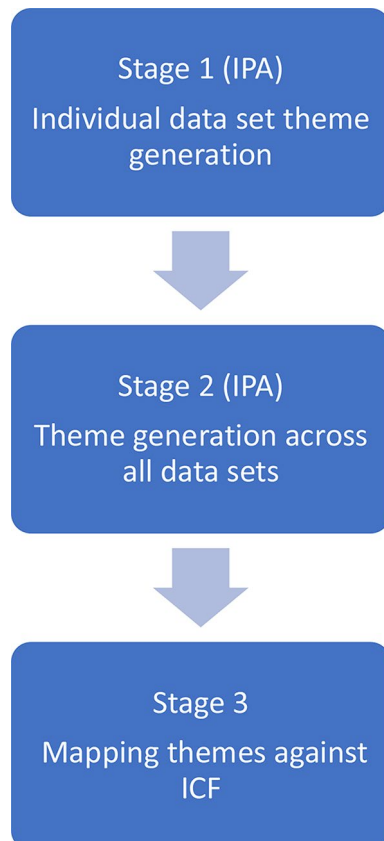 Stage 1 (IPA)
Individual data set theme
generation
Stage 2 (IPA)
Theme generation across
all data sets
Stage 3
Mapping themes against
ICF